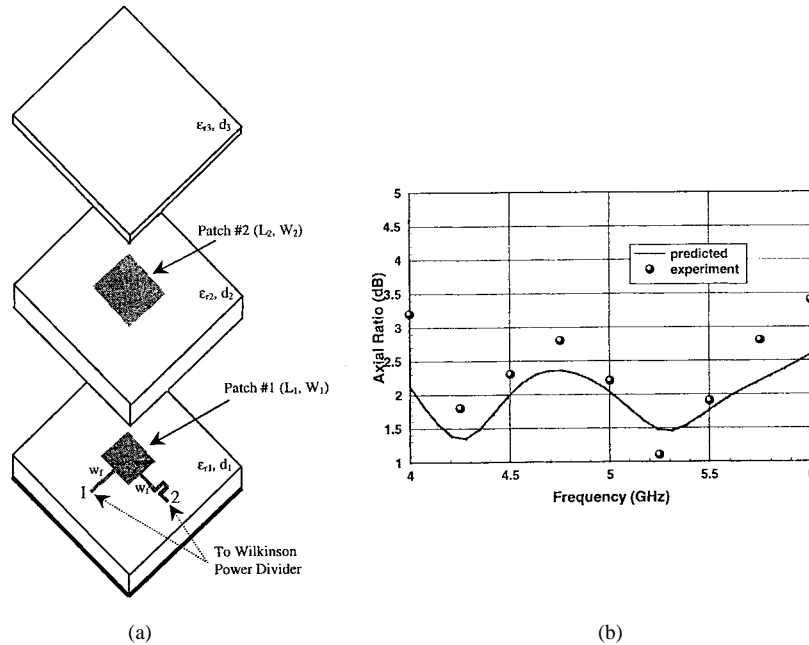 εr3, d3
Patch #2 (L2, W2)
εr2, d2
Patch #1 (L1, W1)
εr1, d1
wf
wf
1
2
To Wilkinson
Power Divider
(a)
5
4.5
4
3.5
3
2.5
2
1.5
1
Axial Ratio (dB)
predicted
experiment
4
4.5
5
5.5
Frequency (GHz)
(b)